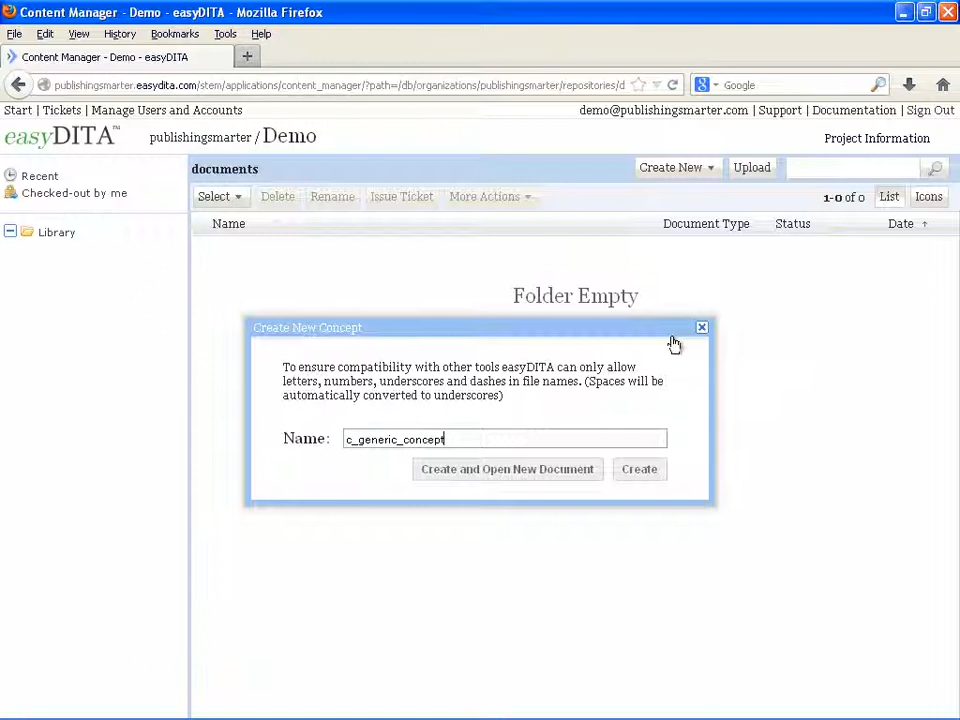 Content Manager - Demo - easyDITA - Mozilla Firefox
File Edit View History Bookmarks Tools Help
Content Manager - Demo - easyDITA
publishingsmarter.easydita.com/stem/applications/content_manager/?path=/db/organizations/publishingsmarter/repositories/d Google
Start | Tickets | Manage Users and Accounts demo@publishingsmarter.com | Support | Documentation | Sign Out
easyDITA™ publishingsmarter / Demo Project Information
documents Create New Upload
Recent
Checked-out by me
Select Delete Rename Issue Ticket More Actions 1-0 of 0 List Icons
Library
Name Document Type Status Date ↑
Folder Empty
Create New Concept
To ensure compatibility with other tools easyDITA can only allow
letters, numbers, underscores and dashes in file names. (Spaces will be
automatically converted to underscores)
Name: c_generic_concept
Create and Open New Document Create